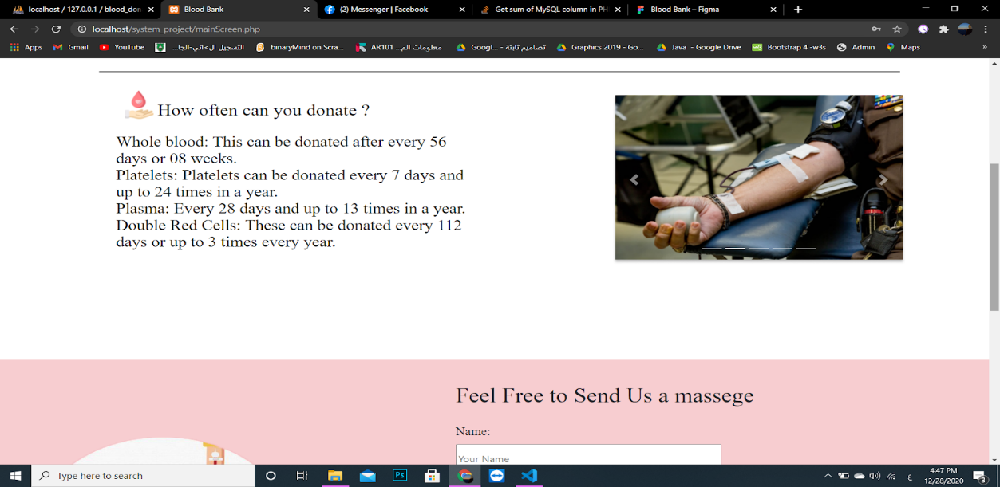 localhost / 127.0.0.1 / blood_don
Blood Bank
(2) Messenger | Facebook
Get sum of MySQL column in PH
Blood Bank – Figma
localhost/system_project/mainScreen.php
Apps
Gmail
YouTube
التسجيل ال>اتي-الجا...
binaryMind on Scra...
AR101 معلومات الم...
تصاميم ثابتة - Googl...
Graphics 2019 - Go...
Java - Google Drive
Bootstrap 4 -w3s
Admin
Maps
»
How often can you donate ?
Whole blood: This can be donated after every 56
days or 08 weeks.
Platelets: Platelets can be donated every 7 days and
up to 24 times in a year.
Plasma: Every 28 days and up to 13 times in a year.
Double Red Cells: These can be donated every 112
days or up to 3 times every year.
Feel Free to Send Us a massege
Name:
Your Name
Type here to search
Ps
ع
4:47 PM
12/28/2020
3